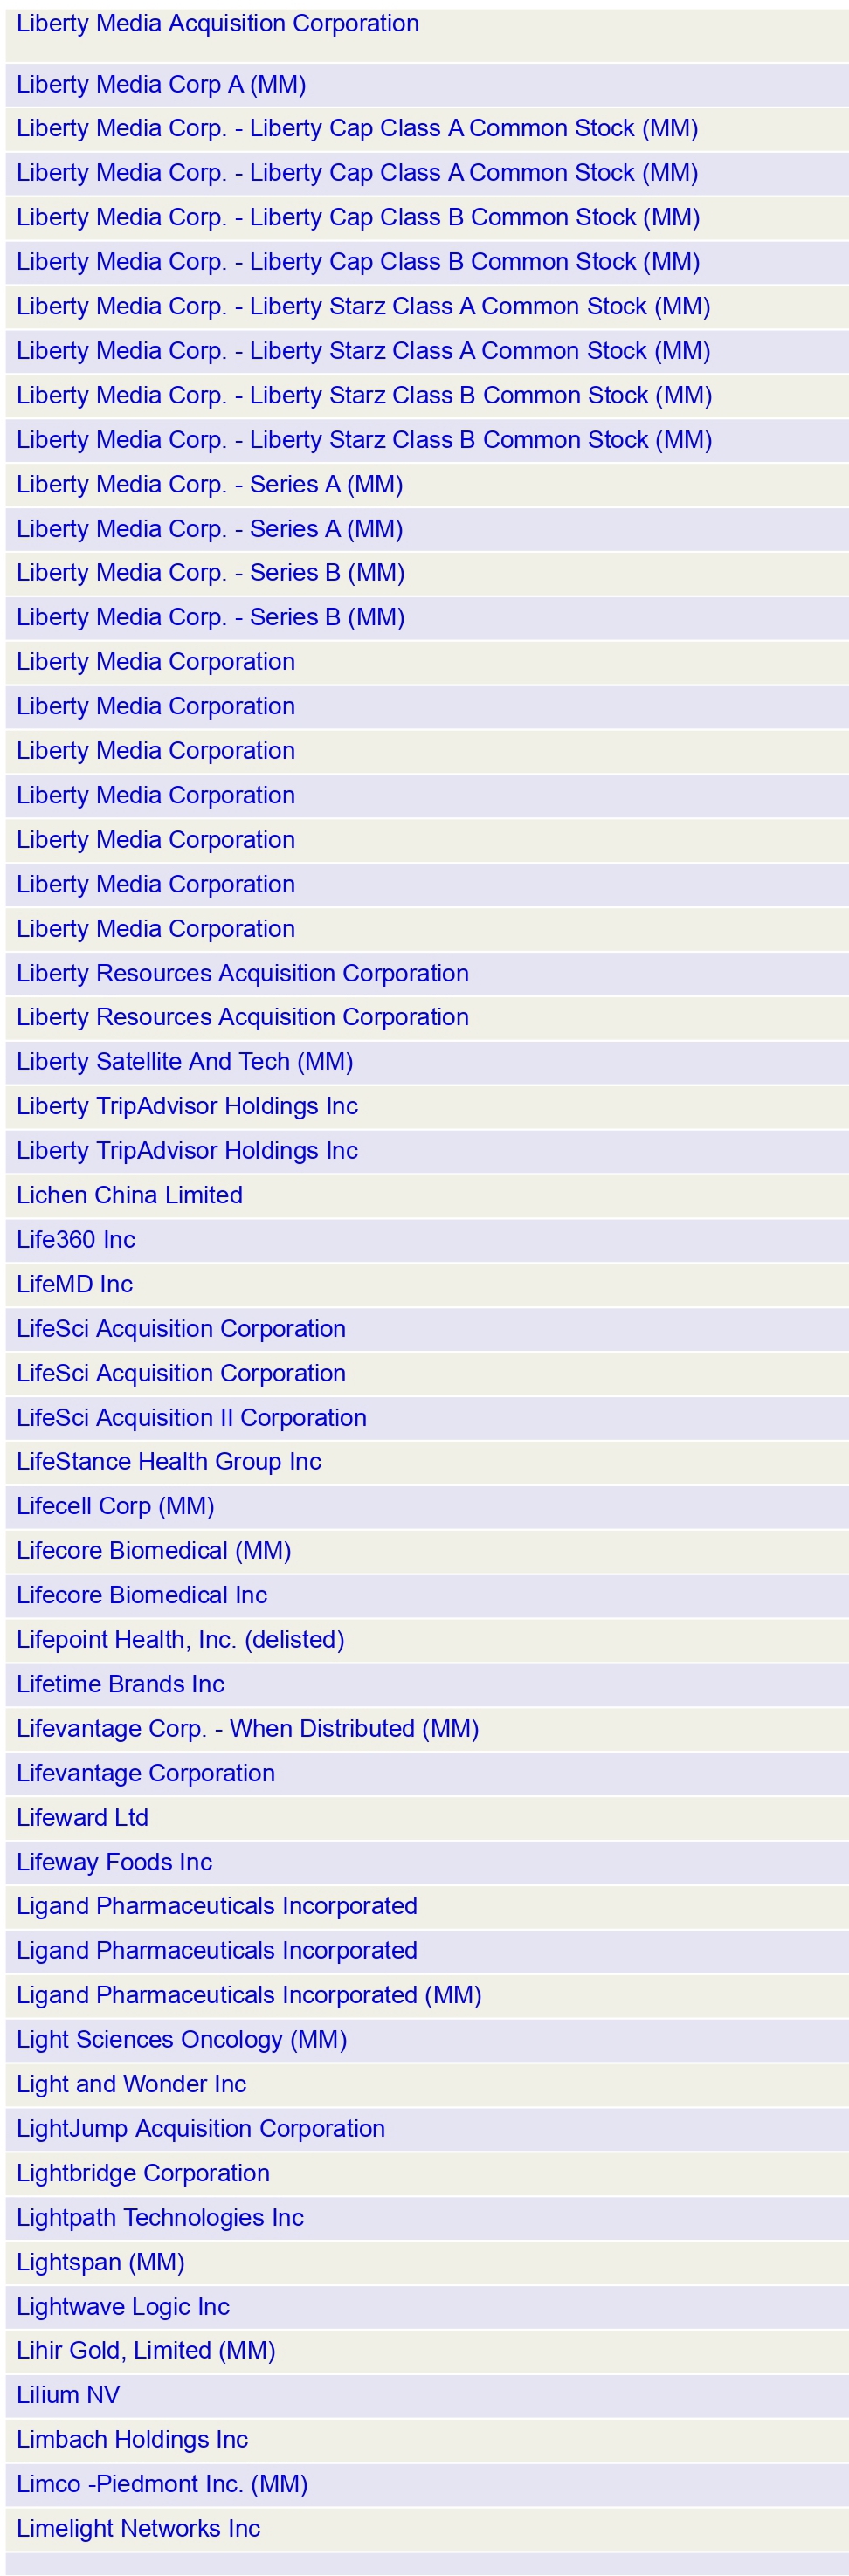 Liberty Media Acquisition Corporation
Liberty Media Corp A (MM)
Liberty Media Corp. - Liberty Cap Class A Common Stock (MM)
Liberty Media Corp. - Liberty Cap Class A Common Stock (MM)
Liberty Media Corp. - Liberty Cap Class B Common Stock (MM)
Liberty Media Corp. - Liberty Cap Class B Common Stock (MM)
Liberty Media Corp. - Liberty Starz Class A Common Stock (MM)
Liberty Media Corp. - Liberty Starz Class A Common Stock (MM)
Liberty Media Corp. - Liberty Starz Class B Common Stock (MM)
Liberty Media Corp. - Liberty Starz Class B Common Stock (MM)
Liberty Media Corp. - Series A (MM)
Liberty Media Corp. - Series A (MM)
Liberty Media Corp. - Series B (MM)
Liberty Media Corp. - Series B (MM)
Liberty Media Corporation
Liberty Media Corporation
Liberty Media Corporation
Liberty Media Corporation
Liberty Media Corporation
Liberty Media Corporation
Liberty Media Corporation
Liberty Resources Acquisition Corporation
Liberty Resources Acquisition Corporation
Liberty Satellite And Tech (MM)
Liberty TripAdvisor Holdings Inc
Liberty TripAdvisor Holdings Inc
Lichen China Limited
Life360 Inc
LifeMD Inc
LifeSci Acquisition Corporation
LifeSci Acquisition Corporation
LifeSci Acquisition II Corporation
LifeStance Health Group Inc
Lifecell Corp (MM)
Lifecore Biomedical (MM)
Lifecore Biomedical Inc
Lifepoint Health, Inc. (delisted)
Lifetime Brands Inc
Lifevantage Corp. - When Distributed (MM)
Lifevantage Corporation
Lifeward Ltd
Lifeway Foods Inc
Ligand Pharmaceuticals Incorporated
Ligand Pharmaceuticals Incorporated
Ligand Pharmaceuticals Incorporated (MM)
Light Sciences Oncology (MM)
Light and Wonder Inc
LightJump Acquisition Corporation
Lightbridge Corporation
Lightpath Technologies Inc
Lightspan (MM)
Lightwave Logic Inc
Lihir Gold, Limited (MM)
Lilium NV
Limbach Holdings Inc
Limco -Piedmont Inc. (MM)
Limelight Networks Inc